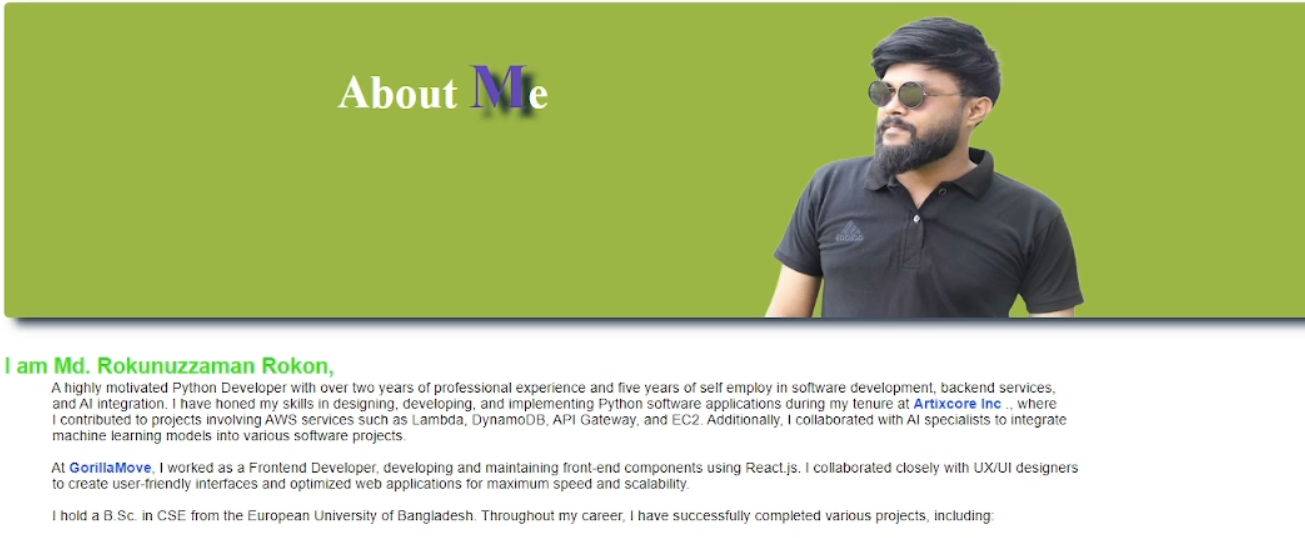 About Me
I am Md. Rokunuzzaman Rokon,
A highly motivated Python Developer with over two years of professional experience and five years of self employ in software development, backend services,
and AI integration. I have honed my skills in designing, developing, and implementing Python software applications during my tenure at Artixcore Inc ., where
I contributed to projects involving AWS services such as Lambda, DynamoDB, API Gateway, and EC2. Additionally, I collaborated with AI specialists to integrate
machine learning models into various software projects.
At GorillaMove, I worked as a Frontend Developer, developing and maintaining front-end components using React.js. I collaborated closely with UX/UI designers
to create user-friendly interfaces and optimized web applications for maximum speed and scalability.
I hold a B.Sc. in CSE from the European University of Bangladesh. Throughout my career, I have successfully completed various projects, including: